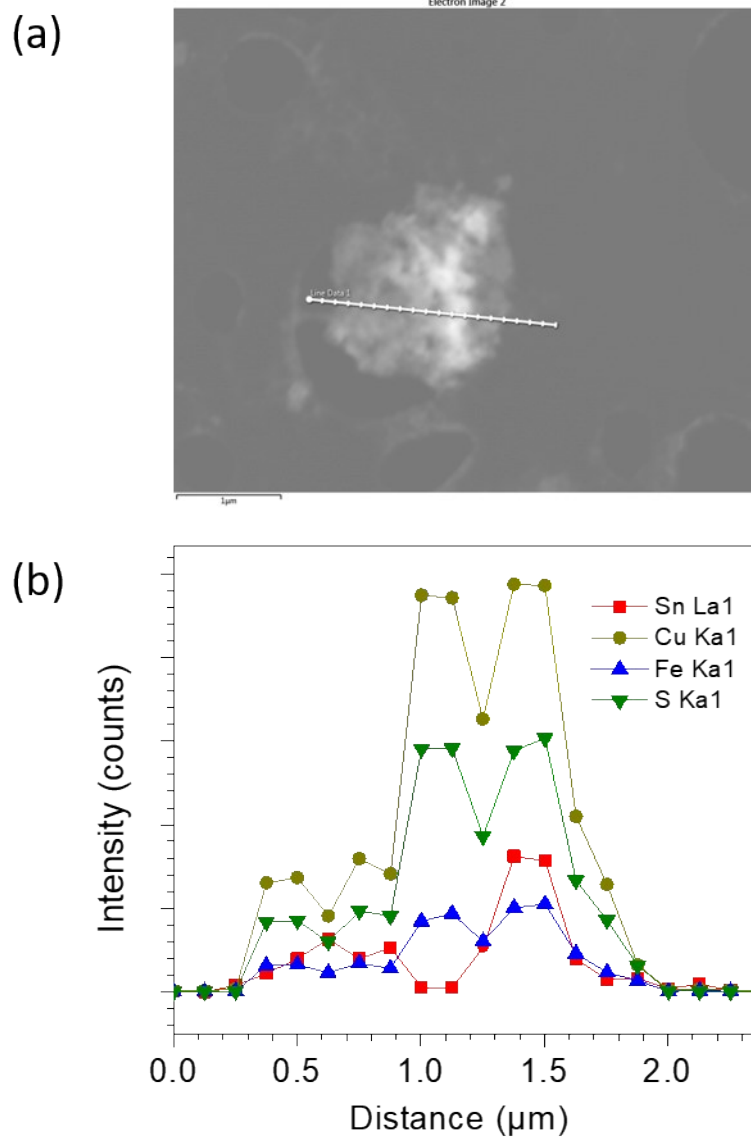 Electron Image 2
(a)
Line Data 1
1μm
(b)
Sn La1
Cu Ka1
Fe Ka1
S Ka1
Intensity (counts)
0.0 0.5 1.0 1.5 2.0
Distance (μm)